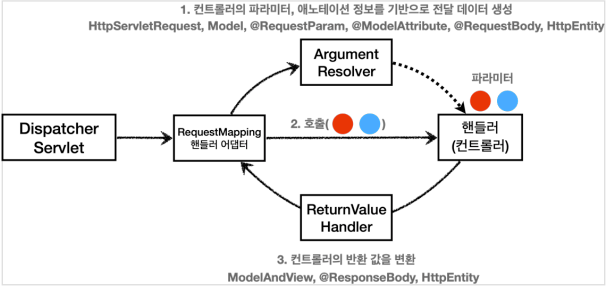 1. 컨트롤러의 파라미터, 애노테이션 정보를 기반으로 전달 데이터 생성
HttpServletRequest, Model, @RequestParam, @ModelAttribute, @RequestBody, HttpEntity
Argument
Resolver
파라미터
Dispatcher
Servlet
RequestMapping
핸들러 어댑터
2. 호출( )
핸들러
(컨트롤러)
ReturnValue
Handler
3. 컨트롤러의 반환 값을 변환
ModelAndView, @ResponseBody, HttpEntity